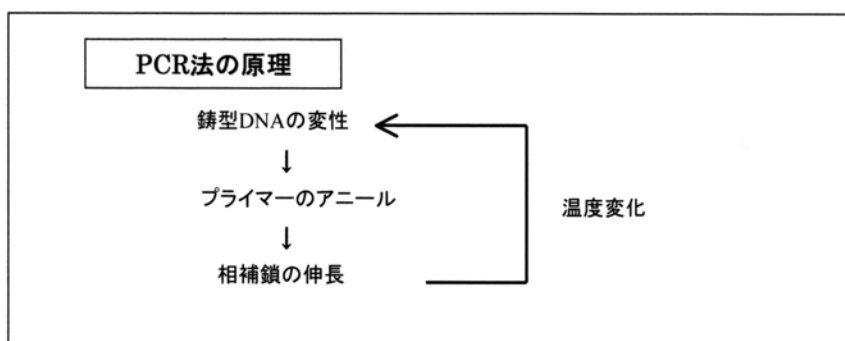 PCR法の原理
鋳型DNAの変性
↓
プライマーのアニール
温度変化
↓
相補鎖の伸長